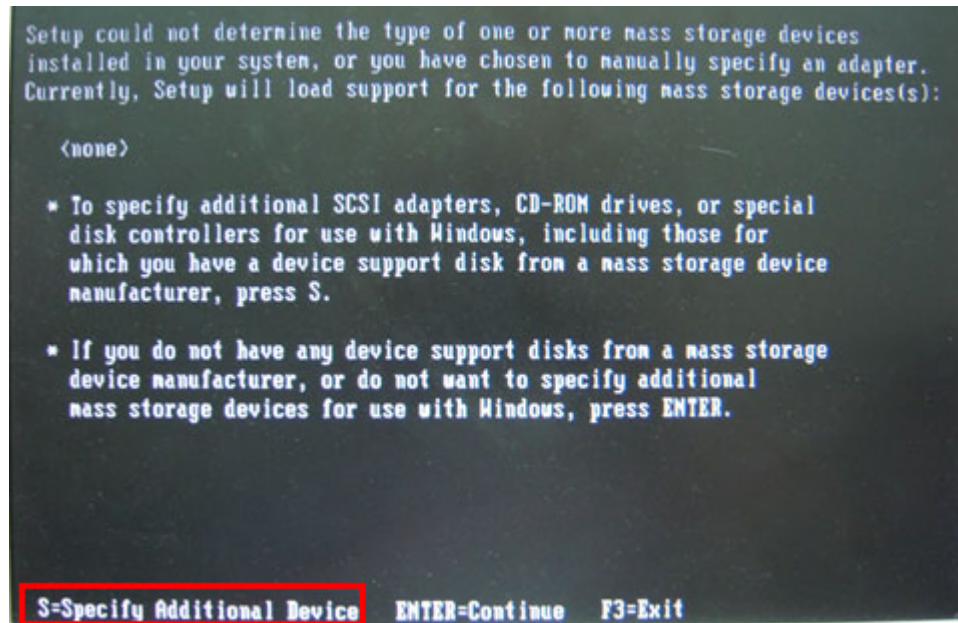 Setup could not determine the type of one or more mass storage devices
installed in your system, or you have chosen to manually specify an adapter.
Currently, Setup will load support for the following mass storage devices(s):
<none>
* To specify additional SCSI adapters, CD-ROM drives, or special
disk controllers for use with Windows, including those for
which you have a device support disk from a mass storage device
manufacturer, press S.
* If you do not have any device support disks from a mass storage
device manufacturer, or do not want to specify additional
mass storage devices for use with Windows, press ENTER.
S=Specify Additional Device ENTER=Continue F3=Exit